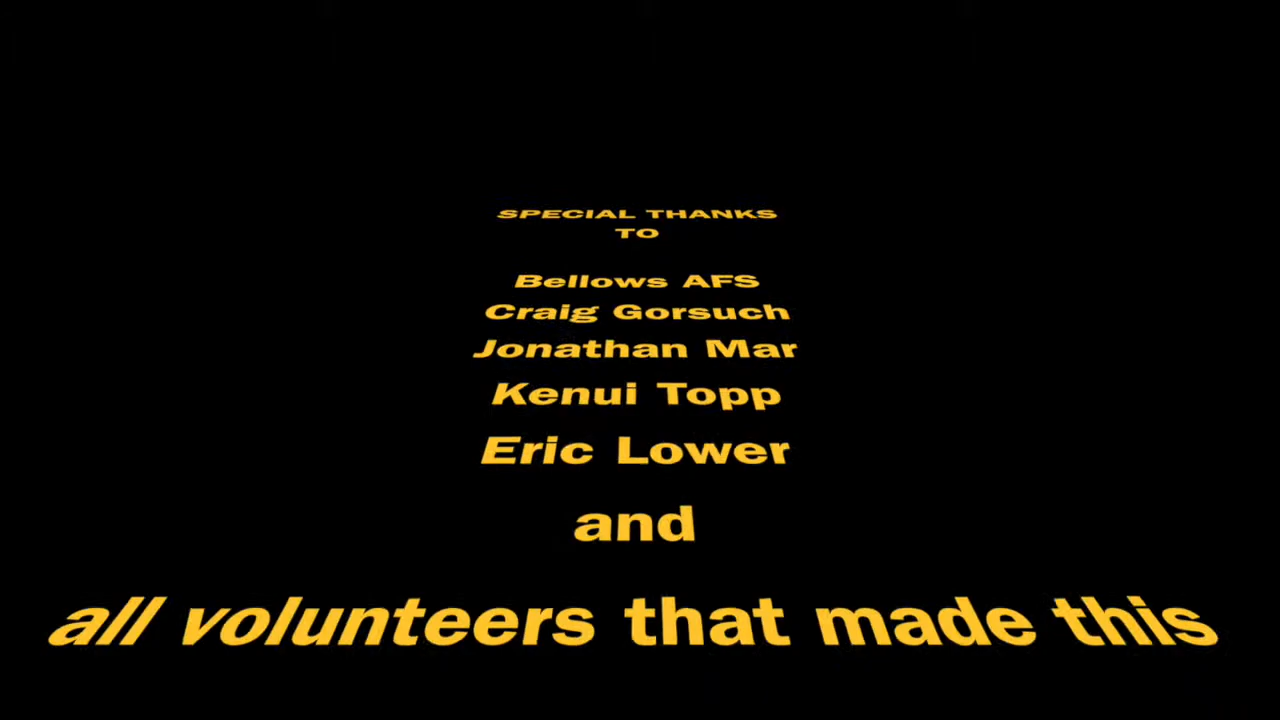 SPECIAL THANKS
TO
Bellows AFS
Craig Gorsuch
Jonathan Mar
Kenui Topp
Eric Lower
and
all volunteers that made this